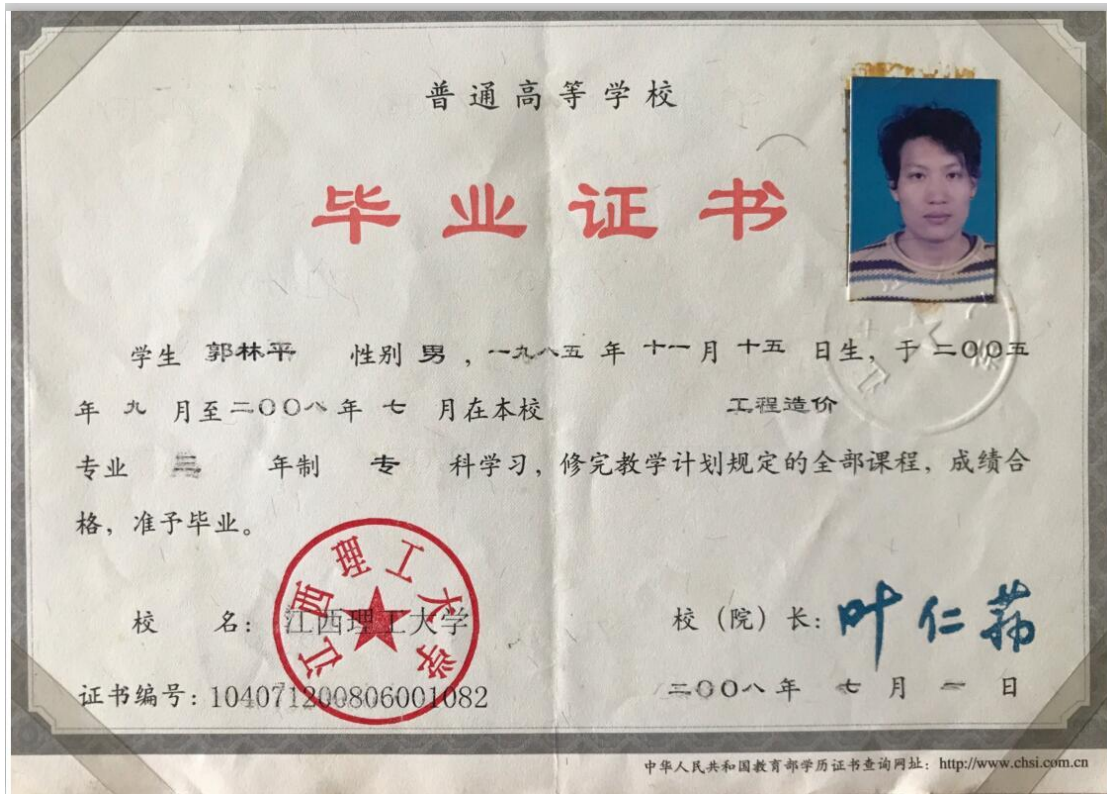 普通高等学校
毕业证书
学生 郭林平 性别 男 ,一九八五 年 十一 月 十五 日生, 于 二〇〇五
年 九 月至 二〇〇八 年 七 月在本校 工程造价
专业 三 年制 专 科学习, 修完教学计划规定的全部课程, 成绩合
格, 准予毕业。
江西理工大学
校 名: 江西理工大学
校（院）长: 叶仁荪
证书编号: 104071200806001082
二〇〇八 年 七 月 一 日
中华人民共和国教育部学历证书查询网址: http://www.chsi.com.cn